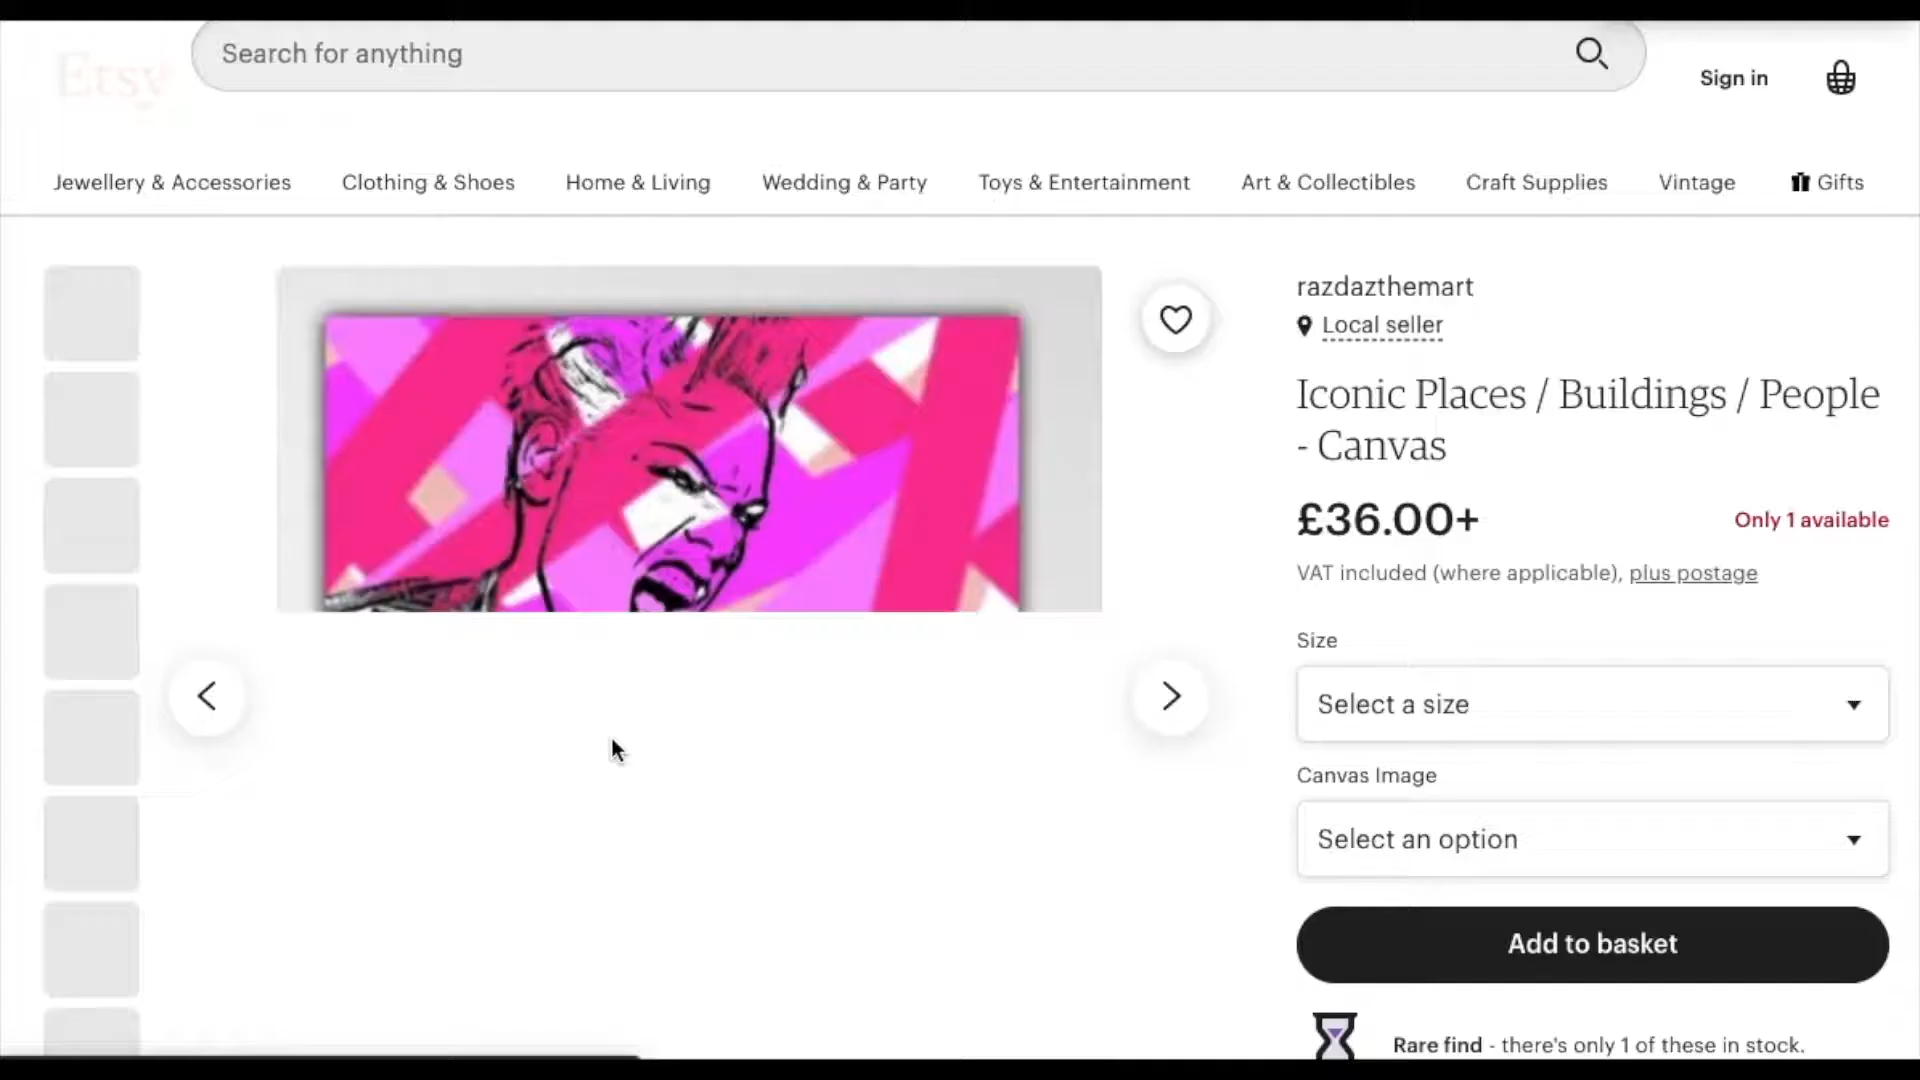 Etsy
Search for anything
Sign in
Jewellery & Accessories
Clothing & Shoes
Home & Living
Wedding & Party
Toys & Entertainment
Art & Collectibles
Craft Supplies
Vintage
Gifts
razdazthemart
Local seller
Iconic Places / Buildings / People
- Canvas
£36.00+
Only 1 available
VAT included (where applicable), plus postage
Size
Select a size
Canvas Image
Select an option
Add to basket
Rare find - there's only 1 of these in stock.